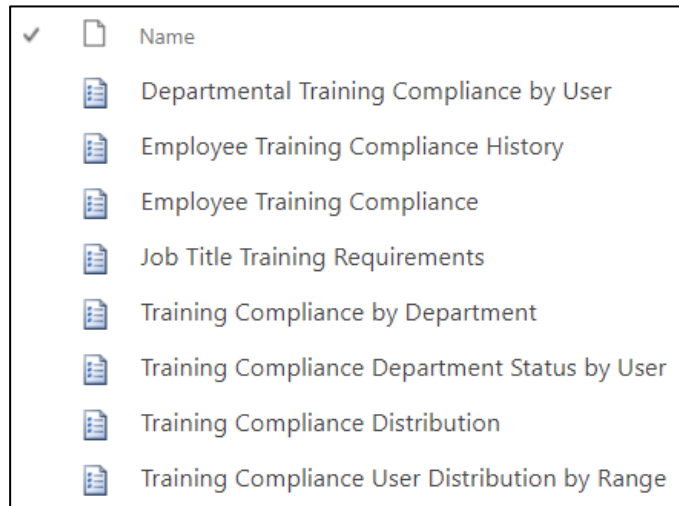 Name
Departmental Training Compliance by User
Employee Training Compliance History
Employee Training Compliance
Job Title Training Requirements
Training Compliance by Department
Training Compliance Department Status by User
Training Compliance Distribution
Training Compliance User Distribution by Range